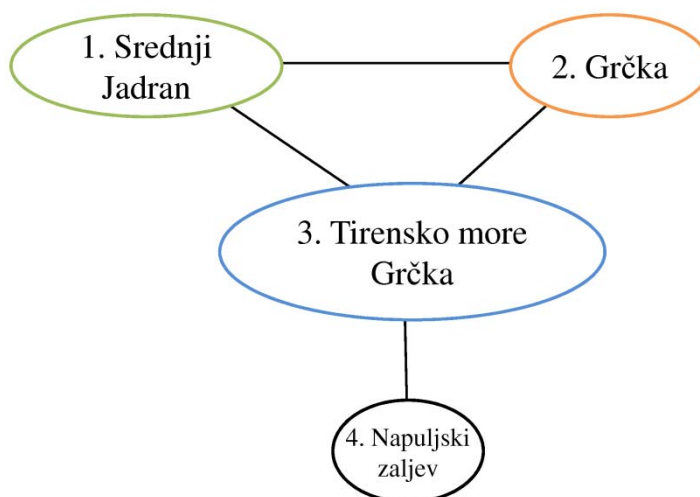 1. Srednji
Jadran
2. Grčka
3. Tirensko more
Grčka
4. Napuljski
zaljev